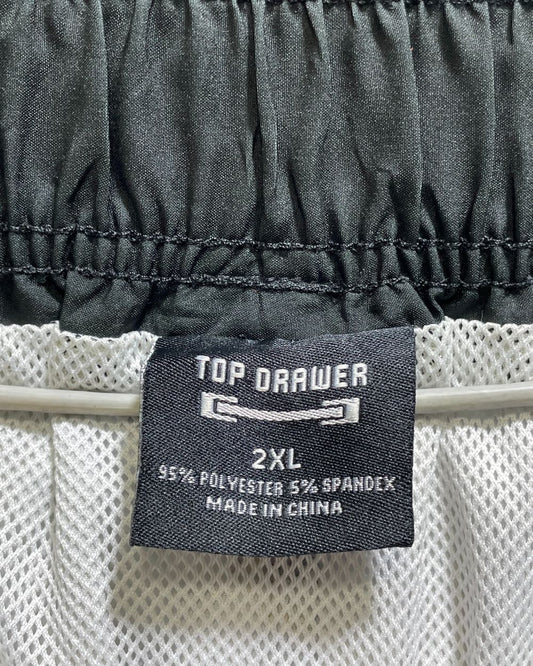 TOP DRAWER
2XL
95% POLYESTER 5% SPANDEX
MADE IN CHINA